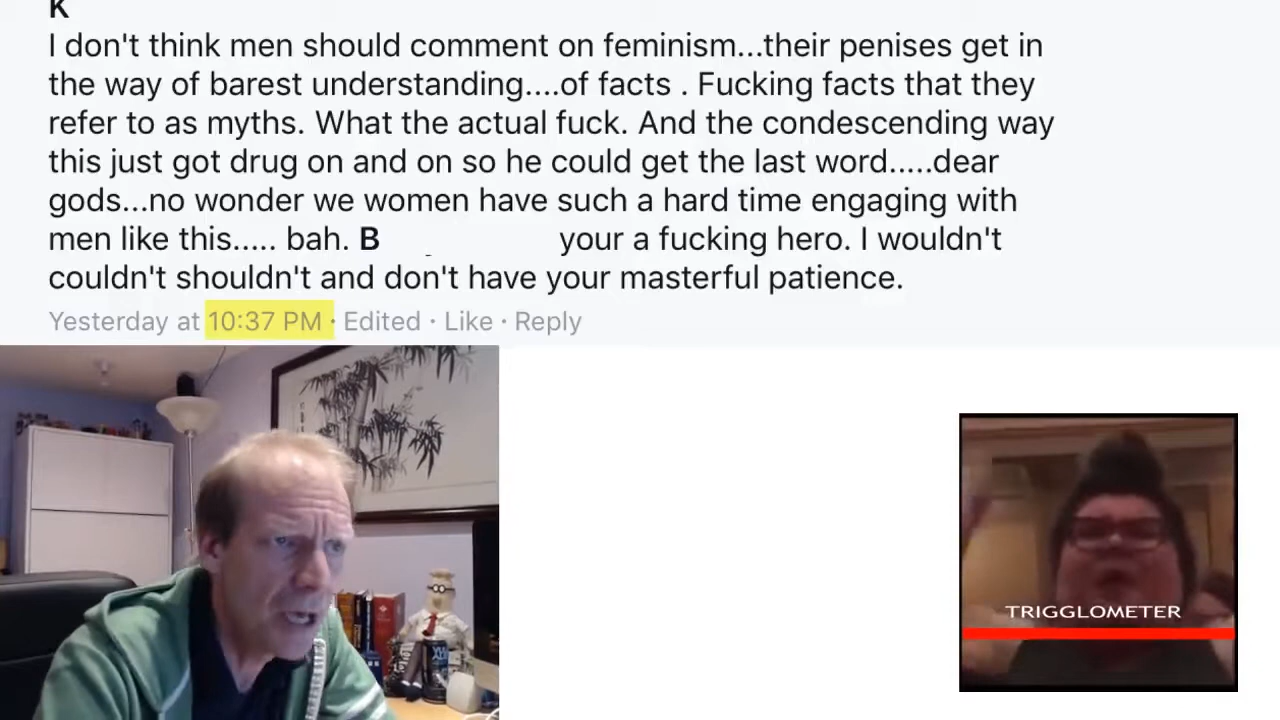 K
I don't think men should comment on feminism...their penises get in
the way of barest understanding....of facts . Fucking facts that they
refer to as myths. What the actual fuck. And the condescending way
this just got drug on and on so he could get the last word.....dear
gods...no wonder we women have such a hard time engaging with
men like this..... bah. B your a fucking hero. I wouldn't
couldn't shouldn't and don't have your masterful patience.
Yesterday at 10:37 PM · Edited · Like · Reply
TRIGGLOMETER